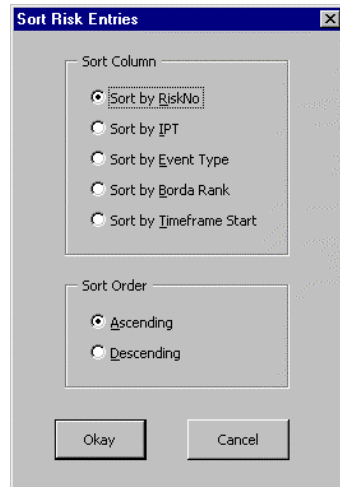 Sort Risk Entries
Sort Column
Sort by RiskNo
Sort by IPT
Sort by Event Type
Sort by Borda Rank
Sort by Timeframe Start
Sort Order
Ascending
Descending
Okay Cancel